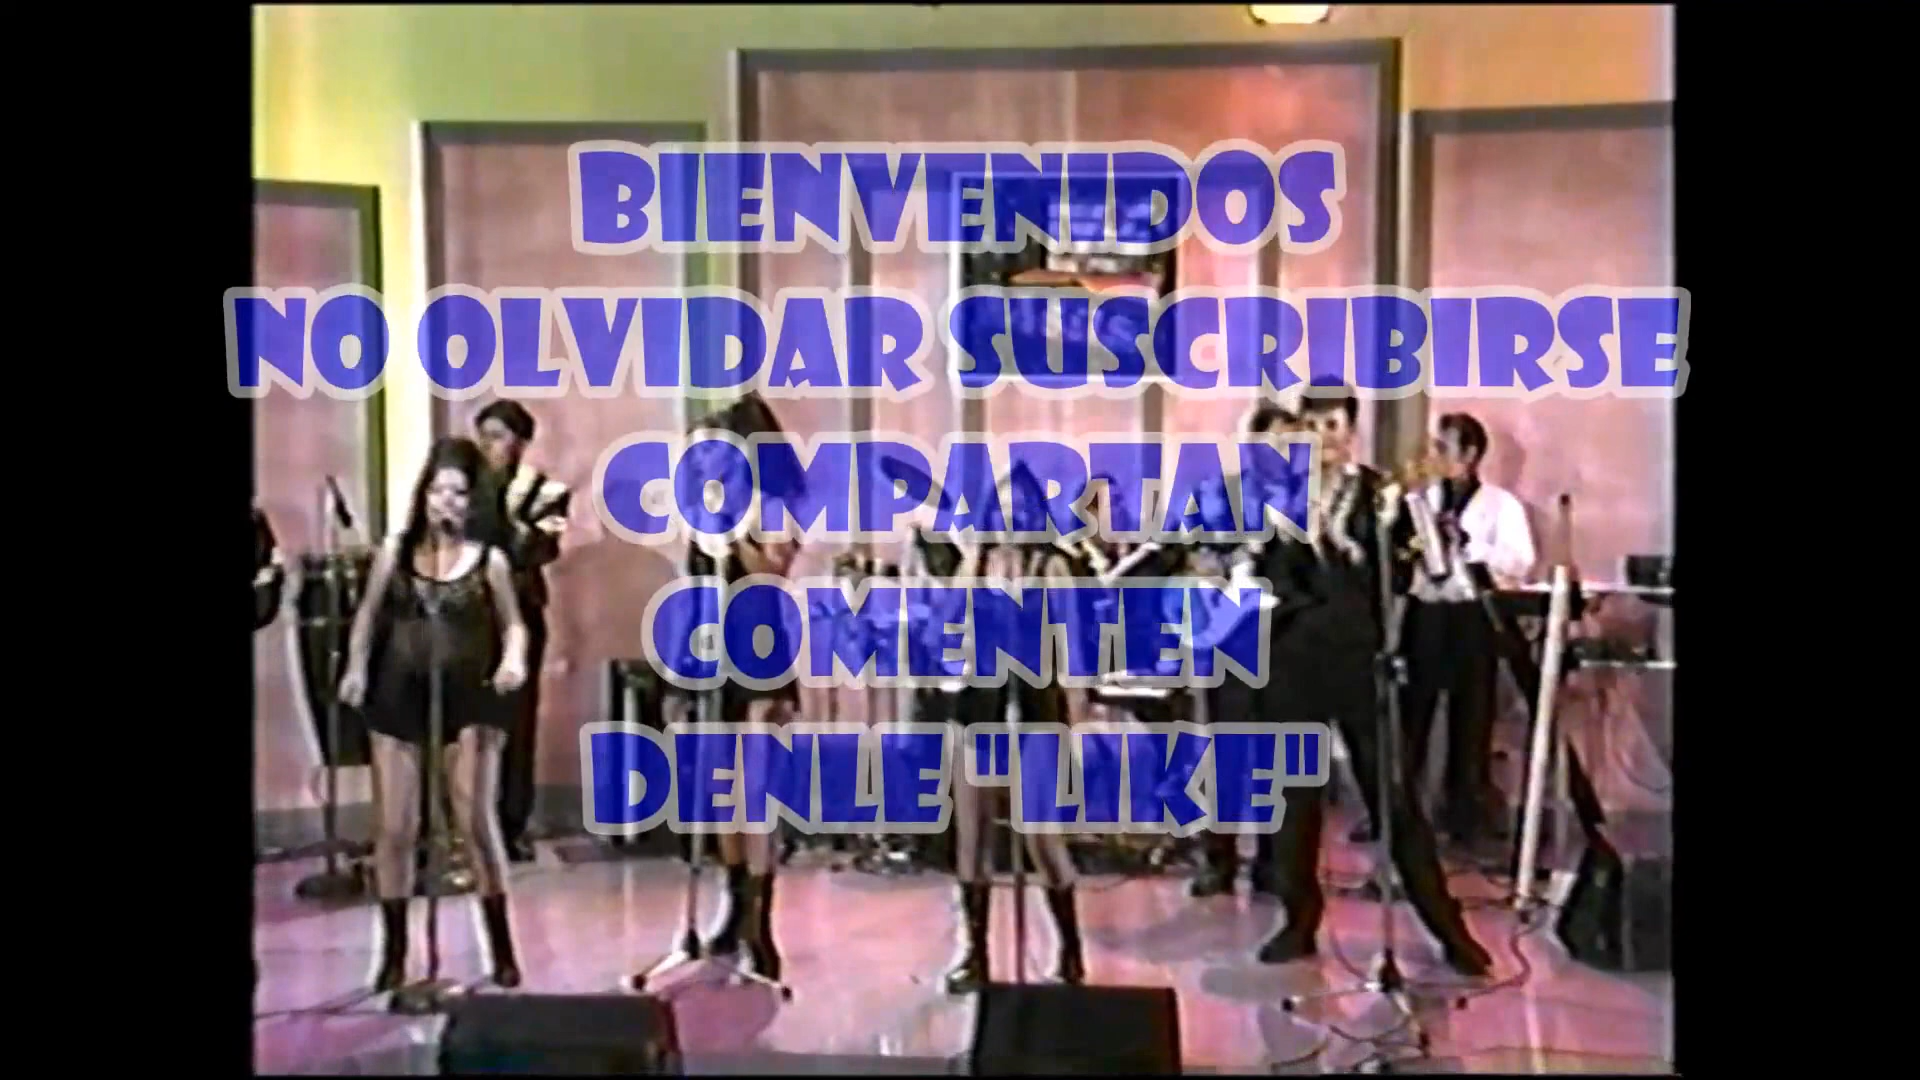 BIENVENIDOS
NO OLVIDAR SUSCRIBIRSE
COMPARTAN
COMENTEN
DENLE "LIKE"